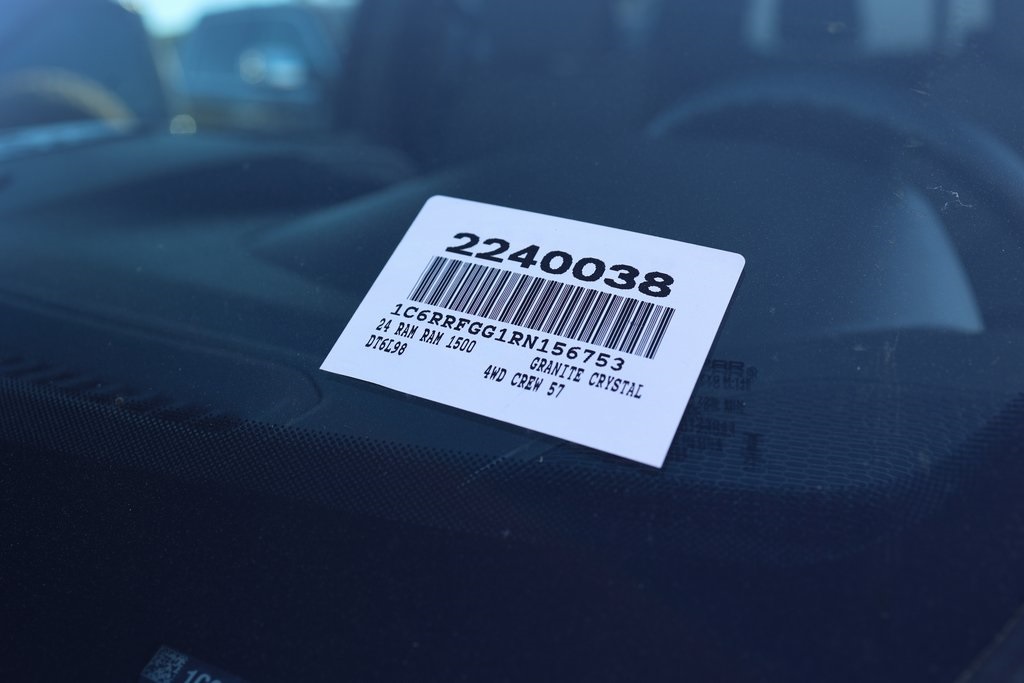 2240038
1C6RRFGG1RN156753
24 RAM RAM 1500
GRANITE CRYSTAL
DT6L98
4WD CREW 57